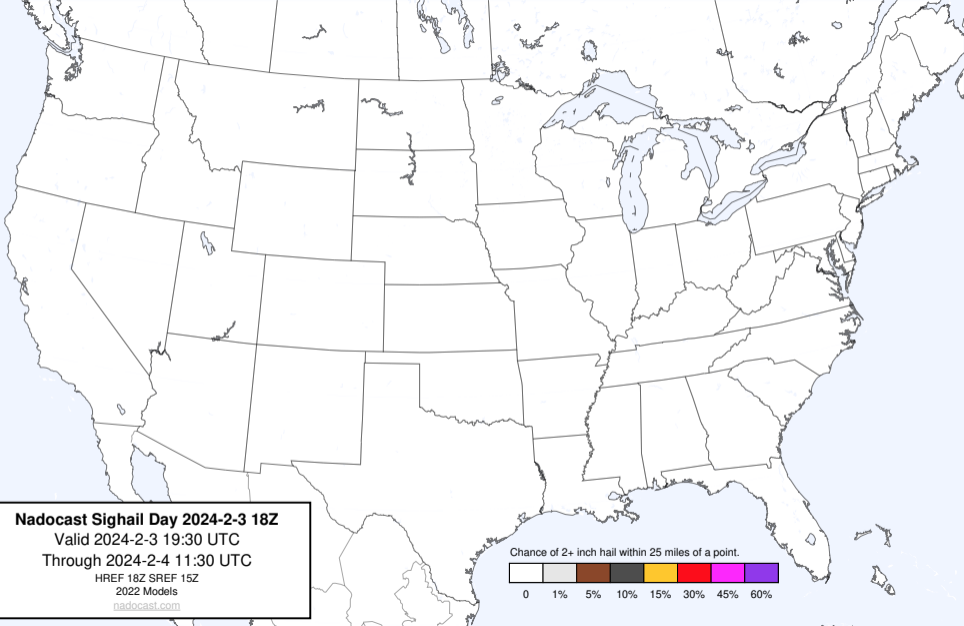 Nadocast Sighail Day 2024-2-3 18Z
Valid 2024-2-3 19:30 UTC
Through 2024-2-4 11:30 UTC
HREF 18Z SREF 15Z
2022 Models
nadocast.com
Chance of 2+ inch hail within 25 miles of a point.
0 1% 5% 10% 15% 30% 45% 60%